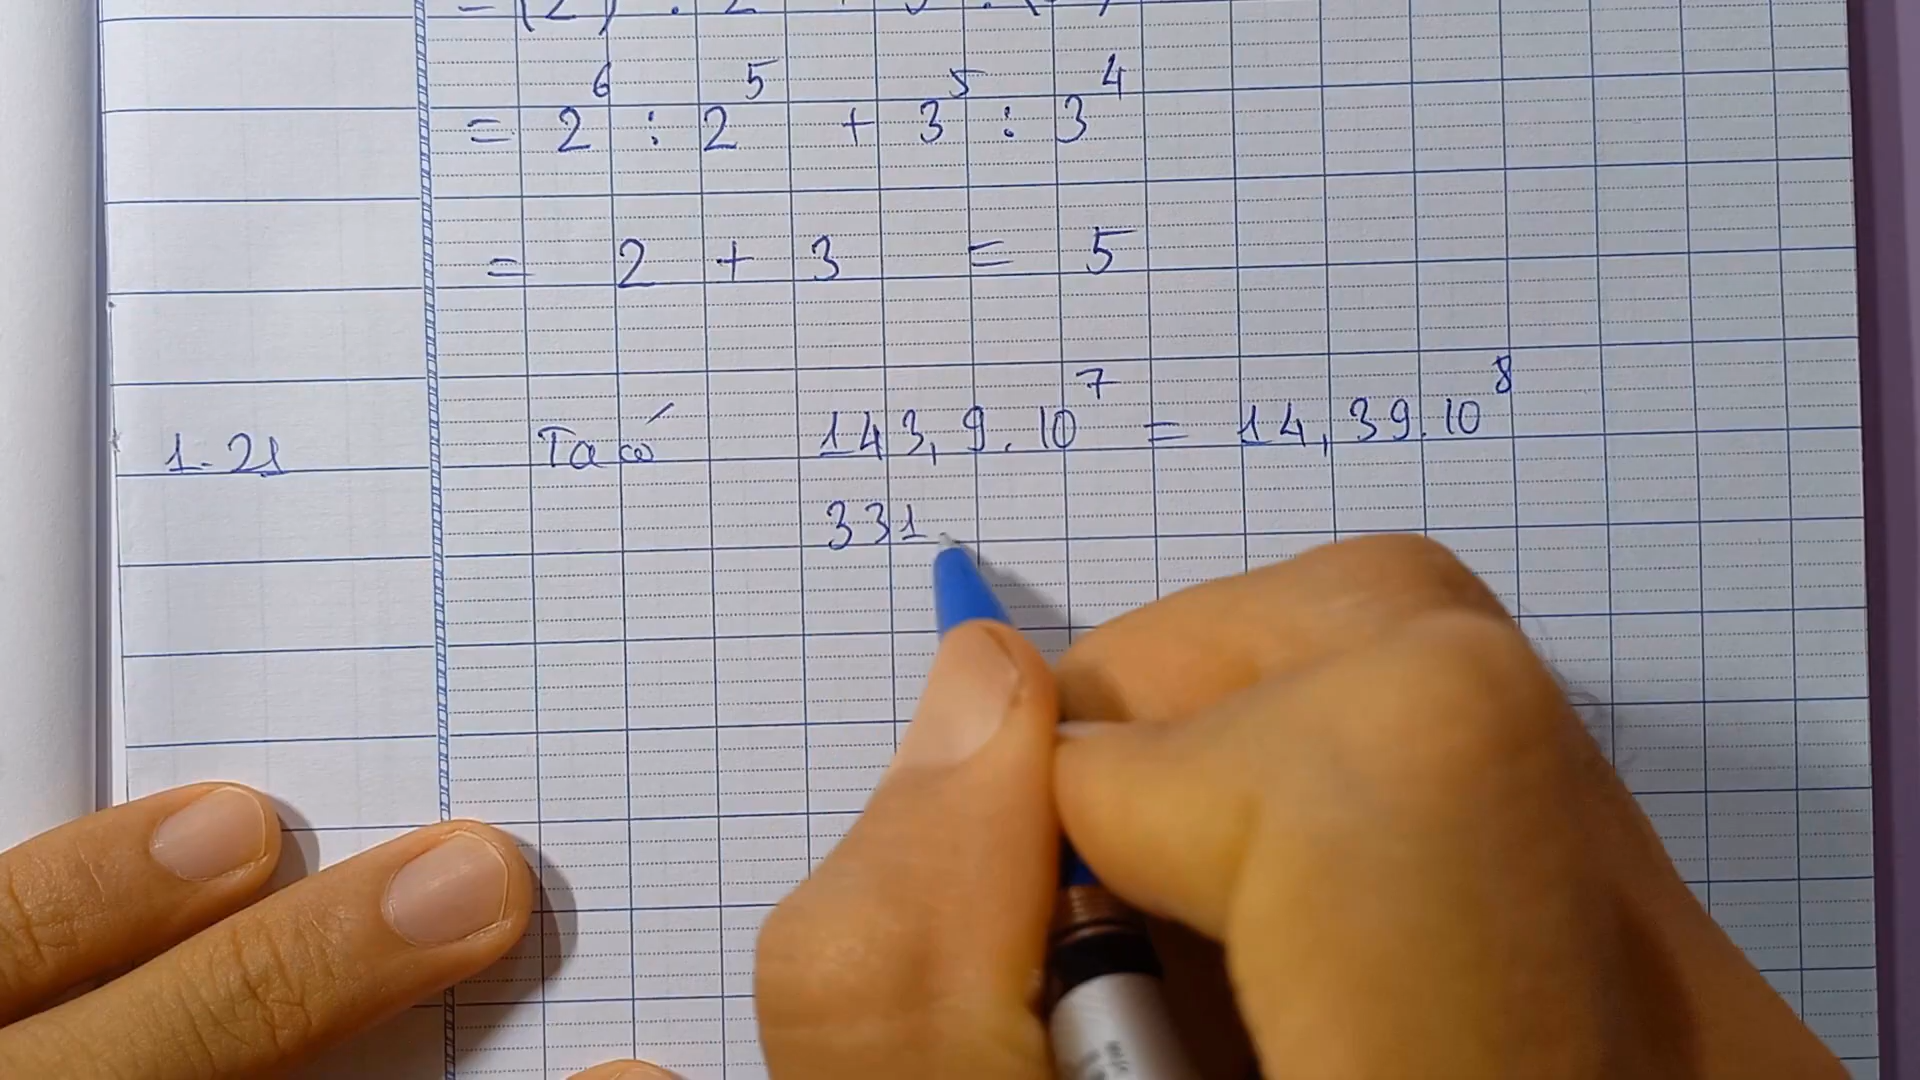 = 2⁶ : 2⁵ + 3⁵ : 3⁴
= 2 + 3 = 5
1.21 Ta có 143,9.10⁷ = 14,39.10⁸
331